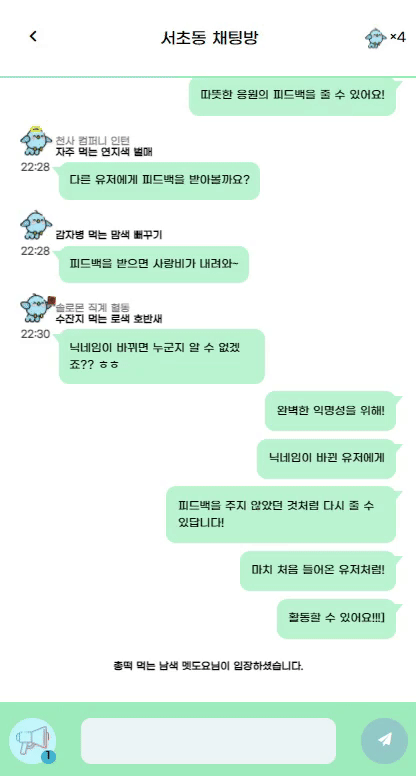 서초동 채팅방
×4
따뜻한 응원의 피드백을 줄 수 있어요!
천사 컴퍼니 인턴
자주 먹는 연지색 벌매
22:28
다른 유저에게 피드백을 받아볼까요?
감자병 먹는 밤색 뻐꾸기
22:28
피드백을 받으면 사랑비가 내려와~
솔로몬 직계 혈통
수잔지 먹는 로색 호반새
22:30
닉네임이 바뀌면 누군지 알 수 없겠
죠?? ㅎㅎ
완벽한 익명성을 위해!
닉네임이 바뀐 유저에게
피드백을 주지 않았던 것처럼 다시 줄 수
있답니다!
마치 처음 들어온 유저처럼!
활동할 수 있어요!!!]
총떡 먹는 남색 멧도요님이 입장하셨습니다.
1